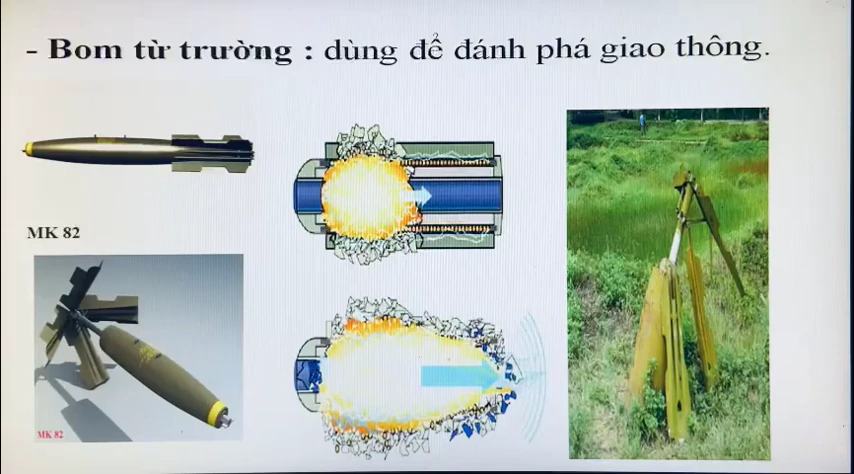 - Bom từ trường : dùng để đánh phá giao thông.
MK 82
MK 82